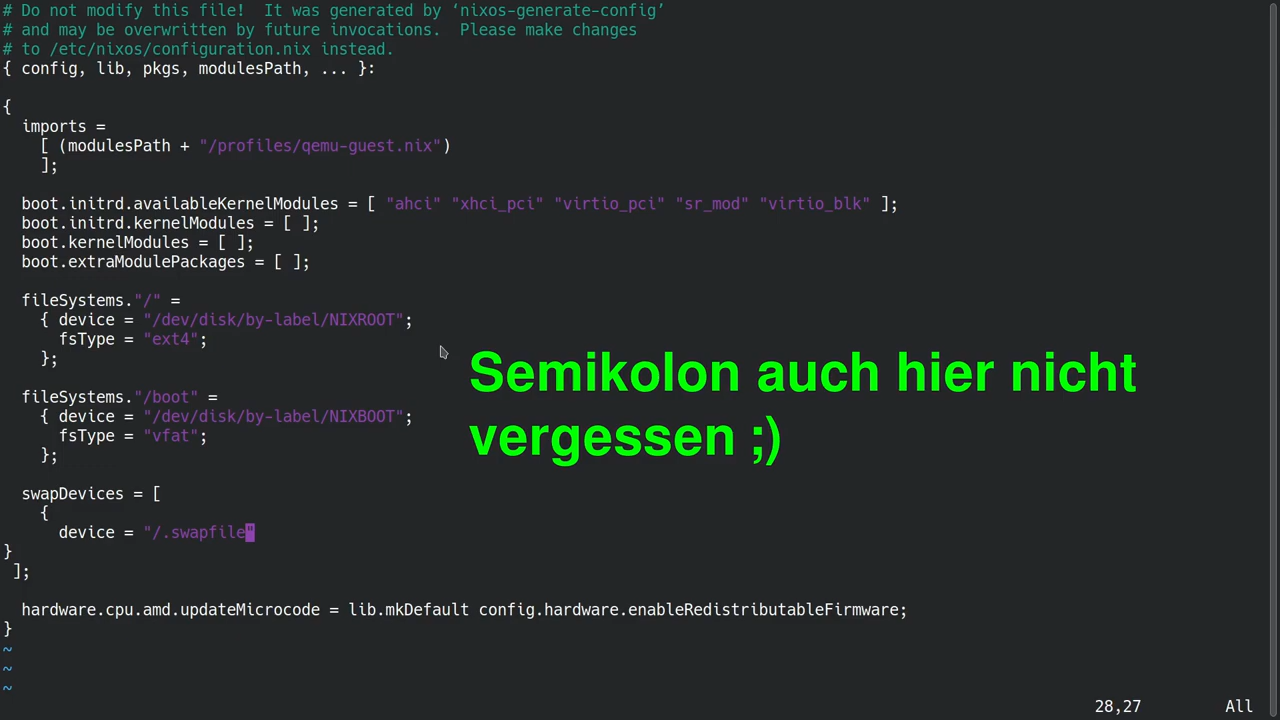 # Do not modify this file!  It was generated by ‘nixos-generate-config’
# and may be overwritten by future invocations.  Please make changes
# to /etc/nixos/configuration.nix instead.
{ config, lib, pkgs, modulesPath, ... }:
{
  imports =
    [ (modulesPath + "/profiles/qemu-guest.nix")
    ];
  boot.initrd.availableKernelModules = [ "ahci" "xhci_pci" "virtio_pci" "sr_mod" "virtio_blk" ];
  boot.initrd.kernelModules = [ ];
  boot.kernelModules = [ ];
  boot.extraModulePackages = [ ];
  fileSystems."/" =
    { device = "/dev/disk/by-label/NIXROOT";
      fsType = "ext4";
    };
  fileSystems."/boot" =
    { device = "/dev/disk/by-label/NIXBOOT";
      fsType = "vfat";
    };
Semikolon auch hier nicht
vergessen ;)
  swapDevices = [
    {
      device = "/.swapfile"
}
 ];
  hardware.cpu.amd.updateMicrocode = lib.mkDefault config.hardware.enableRedistributableFirmware;
}
~
~
~
28,27 All